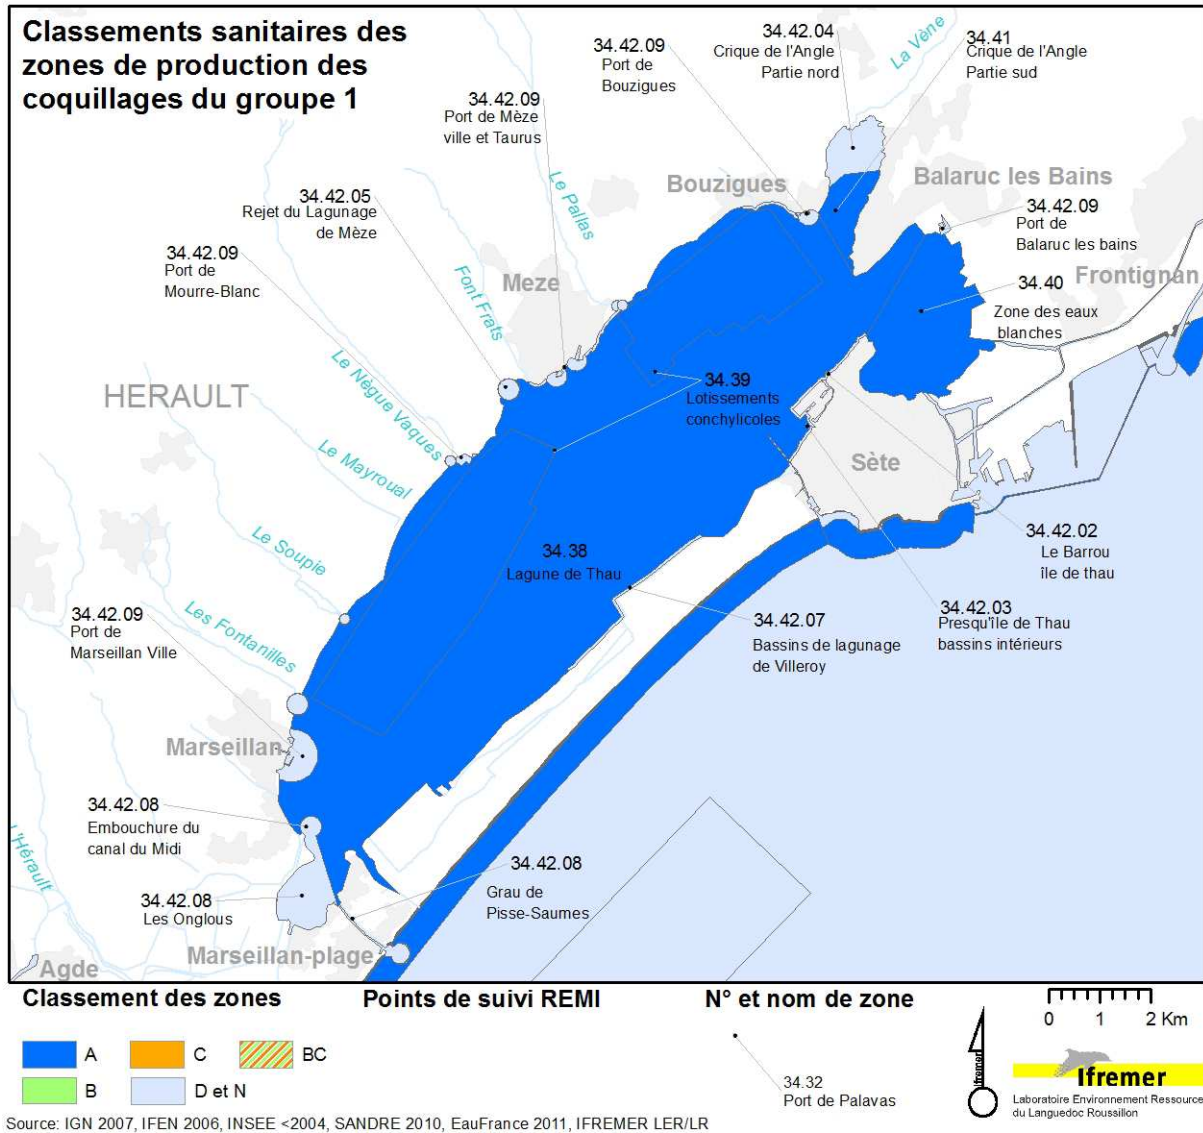 Classements sanitaires des
zones de production des
coquillages du groupe 1
34.42.09
Port de
Bouzigues
34.42.04
Crique de l'Angle
Partie nord
La Vène
34.41
Crique de l'Angle
Partie sud
34.42.09
Port de Mèze
ville et Taurus
Le Pallas
Bouzigues
Balaruc les Bains
34.42.05
Rejet du Lagunage
de Mèze
34.42.09
Port de
Balaruc les bains
34.42.09
Port de
Mourre-Blanc
Font Frats
Meze
Frontignan
34.40
Zone des eaux
blanches
HERAULT
Le Nègue Vaques
34.39
Lotissements
conchylicoles
Le Mayroual
Sète
Le Soupie
34.38
Lagune de Thau
34.42.02
Le Barrou
île de thau
Les Fontanilles
34.42.09
Port de
Marseillan Ville
34.42.07
Bassins de lagunage
de Villeroy
34.42.03
Presqu'île de Thau
bassins intérieurs
Marseillan
34.42.08
Embouchure du
canal du Midi
L'Hérault
34.42.08
Grau de
Pisse-Saumes
34.42.08
Les Onglous
Marseillan-plage
Agde
Classement des zones
Points de suivi REMI
N° et nom de zone
A
C
BC
B
D et N
34.32
Port de Palavas
0 1 2 Km
Ifremer
Ifremer
Laboratoire Environnement Ressource
du Languedoc Roussillon
Source: IGN 2007, IFEN 2006, INSEE <2004, SANDRE 2010, EauFrance 2011, IFREMER LER/LR